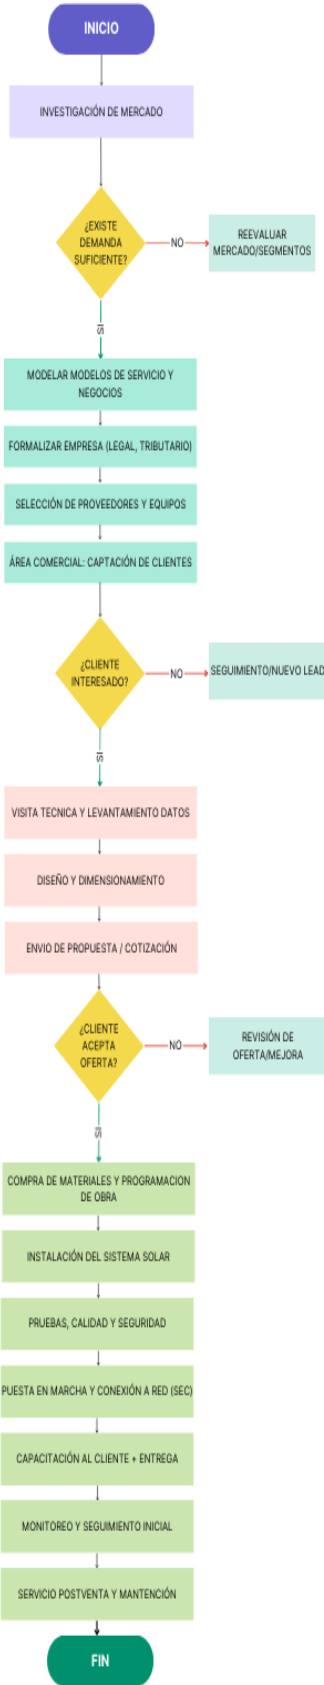 INICIO
INVESTIGACIÓN DE MERCADO
¿EXISTE
DEMANDA
SUFICIENTE?
NO
REEVALUAR
MERCADO/SEGMENTOS
SI
MODELAR MODELOS DE SERVICIO Y
NEGOCIOS
FORMALIZAR EMPRESA (LEGAL, TRIBUTARIO)
SELECCIÓN DE PROVEEDORES Y EQUIPOS
ÁREA COMERCIAL: CAPTACIÓN DE CLIENTES
¿CLIENTE
INTERESADO?
NO
SEGUIMIENTO/NUEVO LEAD
SI
VISITA TECNICA Y LEVANTAMIENTO DATOS
DISEÑO Y DIMENSIONAMIENTO
ENVIO DE PROPUESTA / COTIZACIÓN
¿CLIENTE
ACEPTA
OFERTA?
NO
REVISIÓN DE
OFERTA/MEJORA
SI
COMPRA DE MATERIALES Y PROGRAMACION
DE OBRA
INSTALACIÓN DEL SISTEMA SOLAR
PRUEBAS, CALIDAD Y SEGURIDAD
PUESTA EN MARCHA Y CONEXIÓN A RED (SEC)
CAPACITACIÓN AL CLIENTE + ENTREGA
MONITOREO Y SEGUIMIENTO INICIAL
SERVICIO POSTVENTA Y MANTENCIÓN
FIN